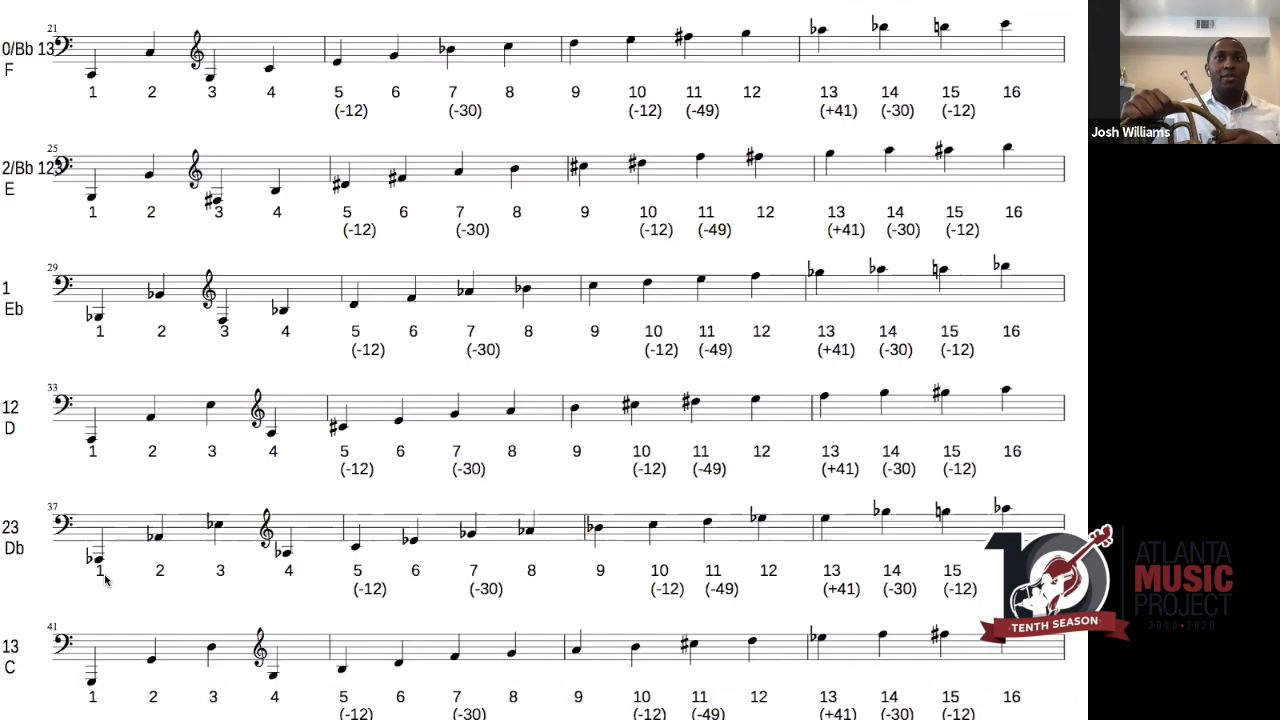 21
0/Bb 13
F
1 2 3 4 5 6 7 8 9 10 11 12 13 14 15 16
(-12) (-30) (-12) (-49) (+41) (-30) (-12)
25
2/Bb 123
E
1 2 3 4 5 6 7 8 9 10 11 12 13 14 15 16
(-12) (-30) (-12) (-49) (+41) (-30) (-12)
29
1
Eb
1 2 3 4 5 6 7 8 9 10 11 12 13 14 15 16
(-12) (-30) (-12) (-49) (+41) (-30) (-12)
33
12
D
1 2 3 4 5 6 7 8 9 10 11 12 13 14 15 16
(-12) (-30) (-12) (-49) (+41) (-30) (-12)
37
23
Db
1 2 3 4 5 6 7 8 9 10 11 12 13 14 15
(-12) (-30) (-12) (-49) (+41) (-30) (-12)
41
13
C
1 2 3 4 5 6 7 8 9 10 11 12 13 14 15 16
(-12) (-30) (-12) (-49) (+41) (-30) (-12)
Josh Williams
10
TENTH SEASON
ATLANTA
MUSIC
PROJECT
2010•2020